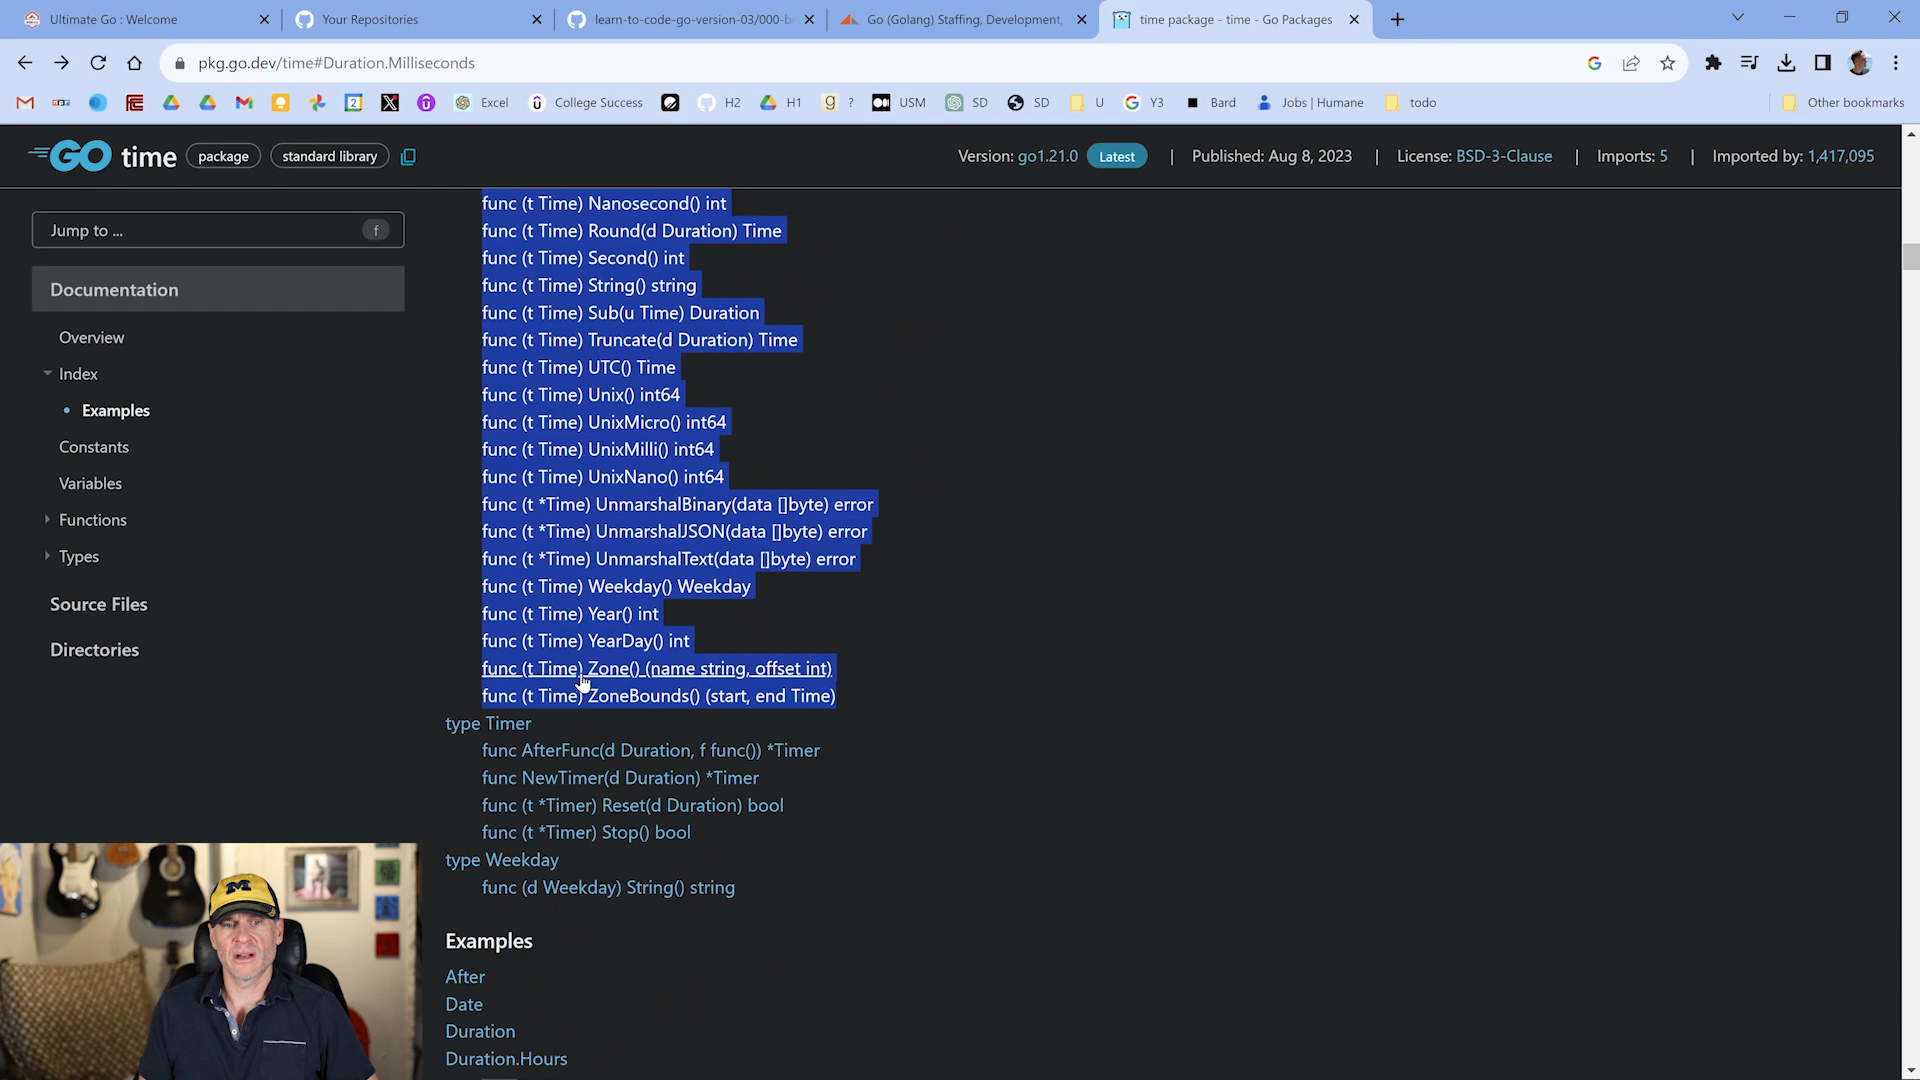 Ultimate Go : Welcome
Your Repositories
learn-to-code-go-version-03/000-b
Go (Golang) Staffing, Development,
time package - time - Go Packages
pkg.go.dev/time#Duration.Milliseconds
Excel
College Success
H2
H1
?
USM
SD
SD
U
Y3
Bard
Jobs | Humane
todo
Other bookmarks
GO time package standard library
Version: go1.21.0 Latest | Published: Aug 8, 2023 | License: BSD-3-Clause | Imports: 5 | Imported by: 1,417,095
Jump to ... f
Documentation
Overview
Index
Examples
Constants
Variables
Functions
Types
Source Files
Directories
func (t Time) Nanosecond() int
func (t Time) Round(d Duration) Time
func (t Time) Second() int
func (t Time) String() string
func (t Time) Sub(u Time) Duration
func (t Time) Truncate(d Duration) Time
func (t Time) UTC() Time
func (t Time) Unix() int64
func (t Time) UnixMicro() int64
func (t Time) UnixMilli() int64
func (t Time) UnixNano() int64
func (t *Time) UnmarshalBinary(data []byte) error
func (t *Time) UnmarshalJSON(data []byte) error
func (t *Time) UnmarshalText(data []byte) error
func (t Time) Weekday() Weekday
func (t Time) Year() int
func (t Time) YearDay() int
func (t Time) Zone() (name string, offset int)
func (t Time) ZoneBounds() (start, end Time)
type Timer
func AfterFunc(d Duration, f func()) *Timer
func NewTimer(d Duration) *Timer
func (t *Timer) Reset(d Duration) bool
func (t *Timer) Stop() bool
type Weekday
func (d Weekday) String() string
Examples
After
Date
Duration
Duration.Hours
M